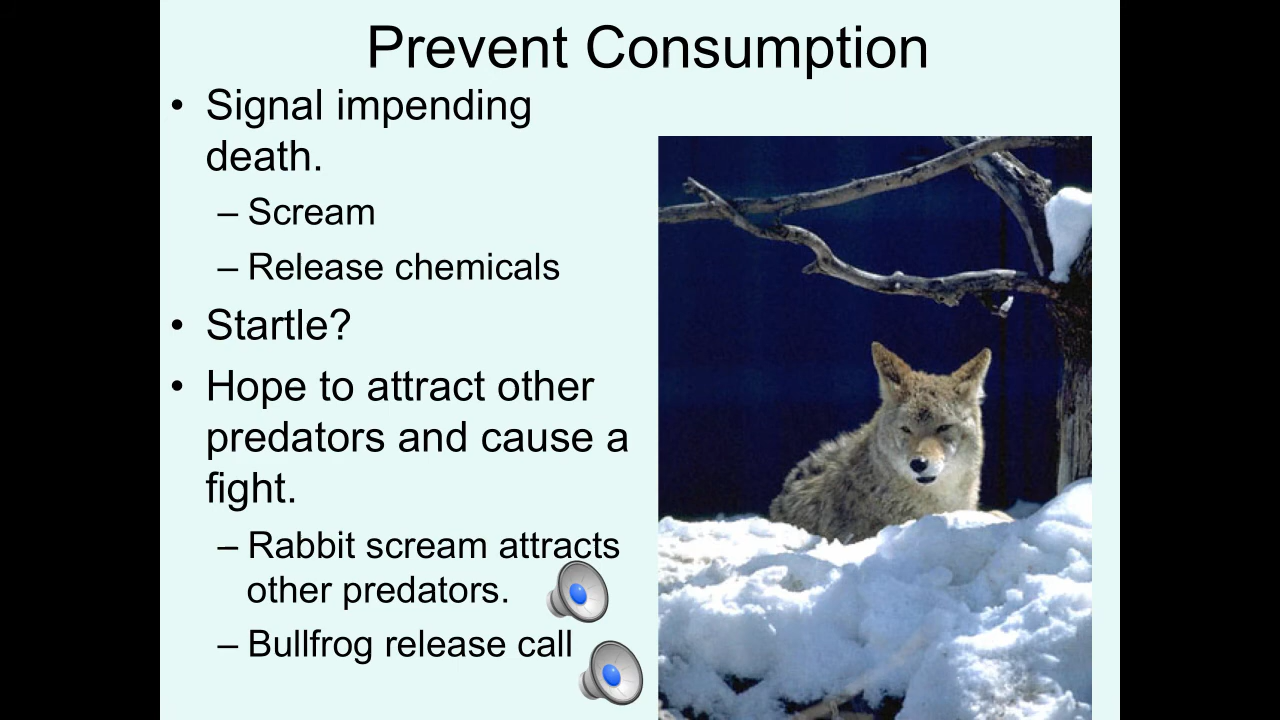 Prevent Consumption
• Signal impending
death.
– Scream
– Release chemicals
• Startle?
• Hope to attract other
predators and cause a
fight.
– Rabbit scream attracts
other predators.
– Bullfrog release call